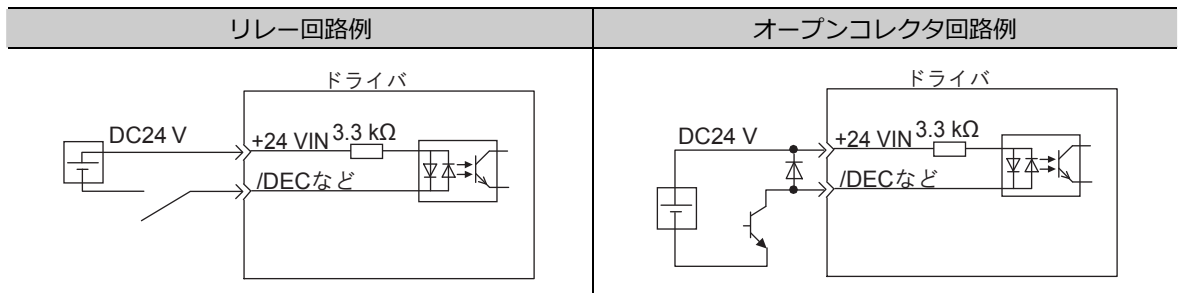 リレー回路例
オープンコレクタ回路例
ドライバ
DC24 V
+24 VIN
3.3 kΩ
/DECなど
ドライバ
DC24 V
+24 VIN
3.3 kΩ
/DECなど